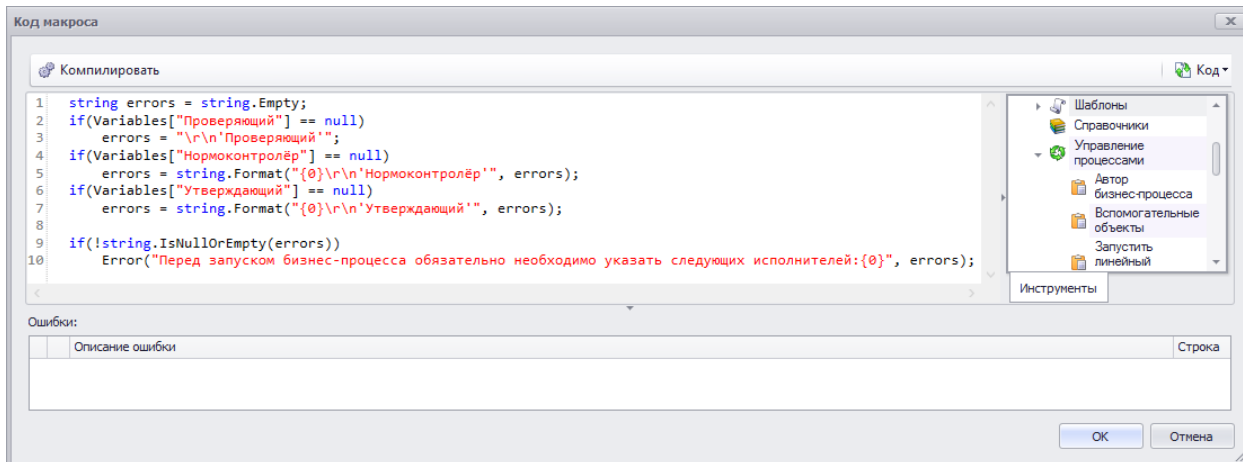 Код макроса
Компилировать
Код
1 string errors = string.Empty;
2 if(Variables["Проверяющий"] == null)
3 errors = "\r\n'Проверяющий'";
4 if(Variables["Нормоконтролёр"] == null)
5 errors = string.Format("{0}\r\n'Нормоконтролёр'", errors);
6 if(Variables["Утверждающий"] == null)
7 errors = string.Format("{0}\r\n'Утверждающий'", errors);
8
9 if(!string.IsNullOrEmpty(errors))
10 Error("Перед запуском бизнес-процесса обязательно необходимо указать следующих исполнителей:{0}", errors);
Шаблоны
Справочники
Управление
процессами
Автор
бизнес-процесса
Вспомогательные
объекты
Запустить
линейный
Инструменты
Ошибки:
Описание ошибки
Строка
OK
Отмена